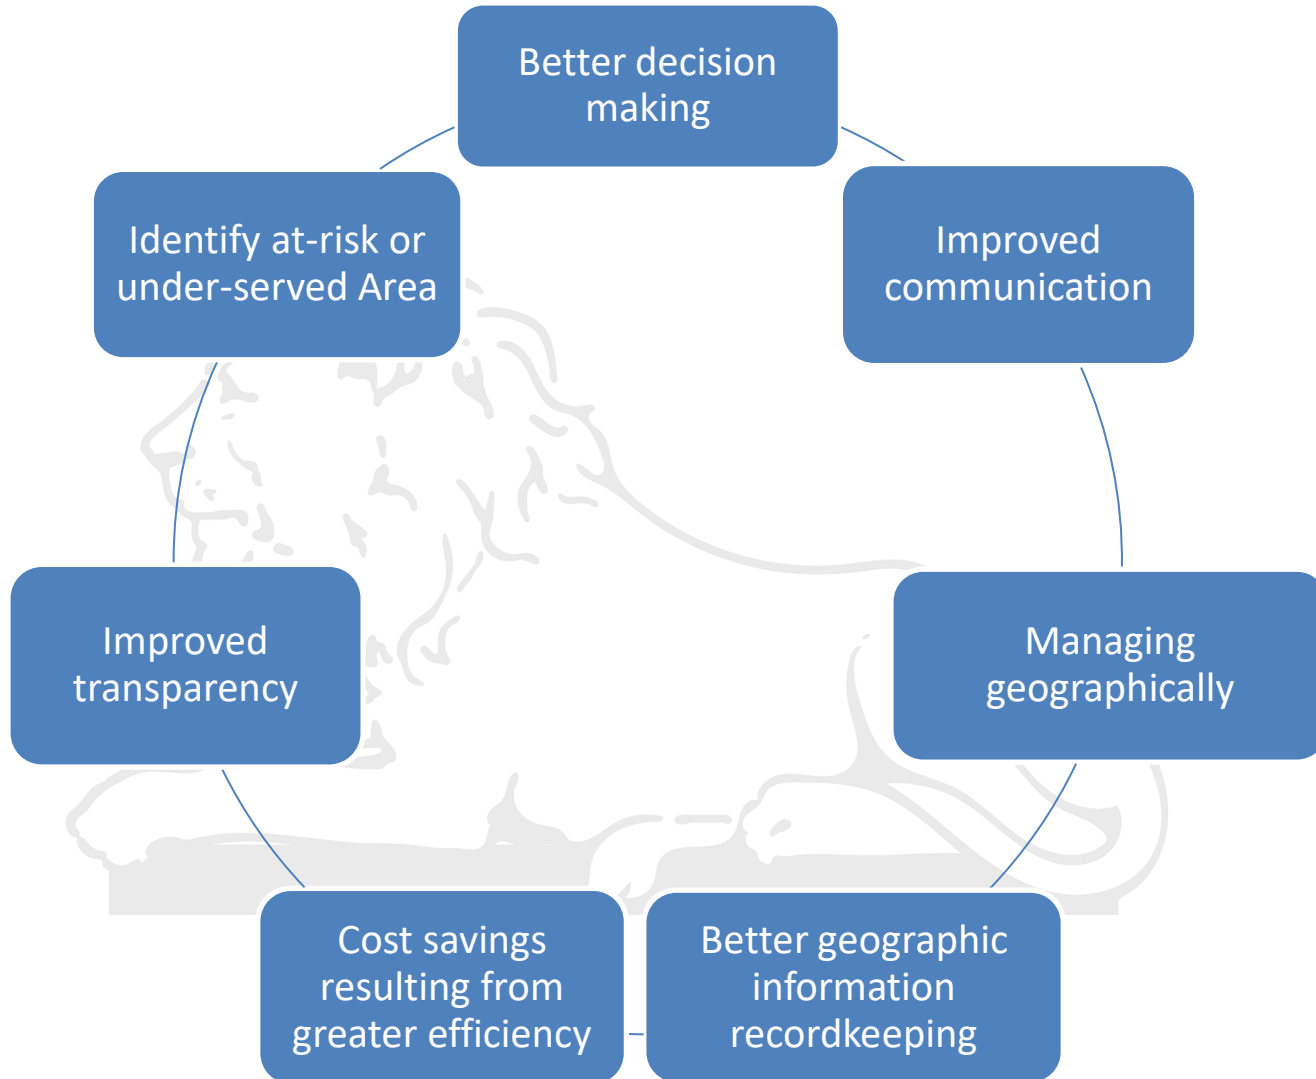 Better decision
making
Improved
communication
Managing
geographically
Better geographic
information
recordkeeping
Cost savings
resulting from
greater efficiency
Improved
transparency
Identify at-risk or
under-served Area